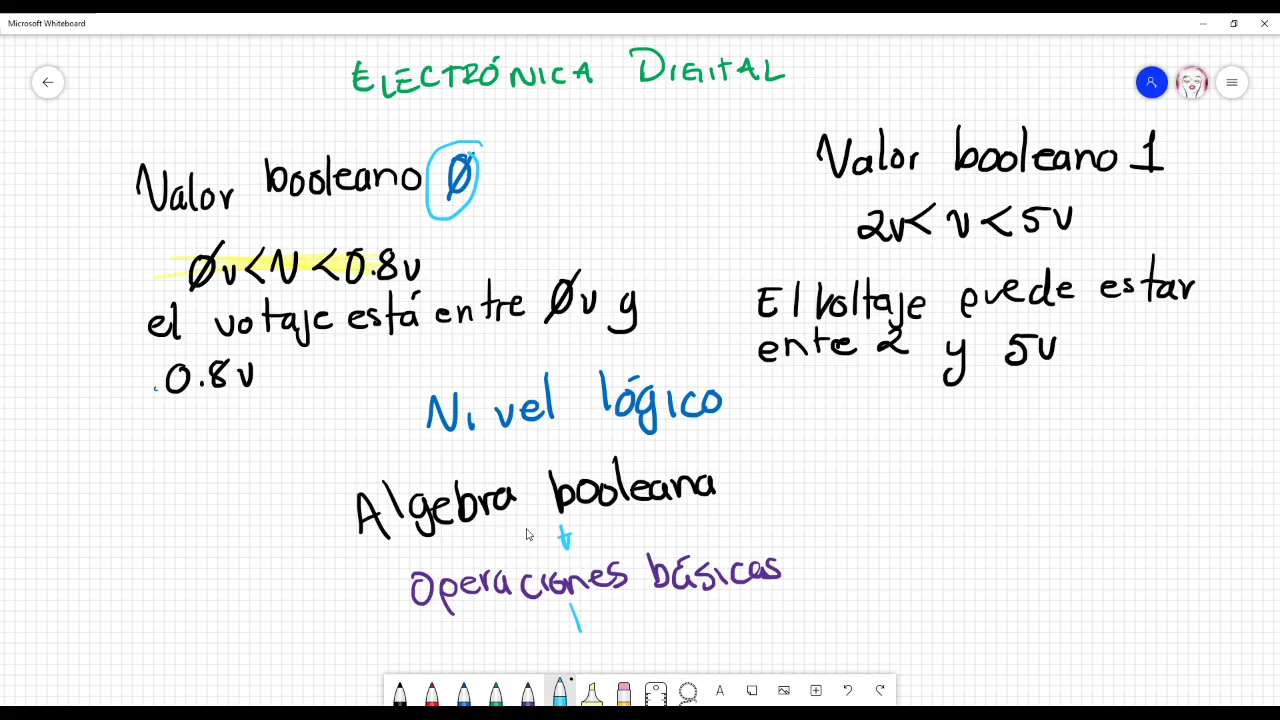 Microsoft Whiteboard
ELECTRÓNICA DIGITAL
Valor booleano Ø
Øv < V < 0.8v
el votaje está entre Øv y
0.8v
Valor booleano 1
2v < v < 5v
El voltaje puede estar
ente 2 y 5v
Nivel lógico
Algebra booleana
Operaciones básicas